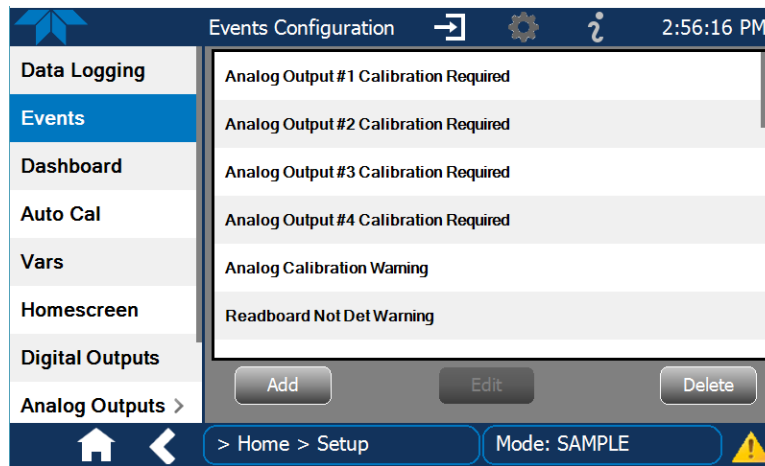 Events Configuration
2:56:16 PM
Data Logging
Events
Dashboard
Auto Cal
Vars
Homescreen
Digital Outputs
Analog Outputs >
Analog Output #1 Calibration Required
Analog Output #2 Calibration Required
Analog Output #3 Calibration Required
Analog Output #4 Calibration Required
Analog Calibration Warning
Readboard Not Det Warning
Add
Edit
Delete
> Home > Setup
Mode: SAMPLE